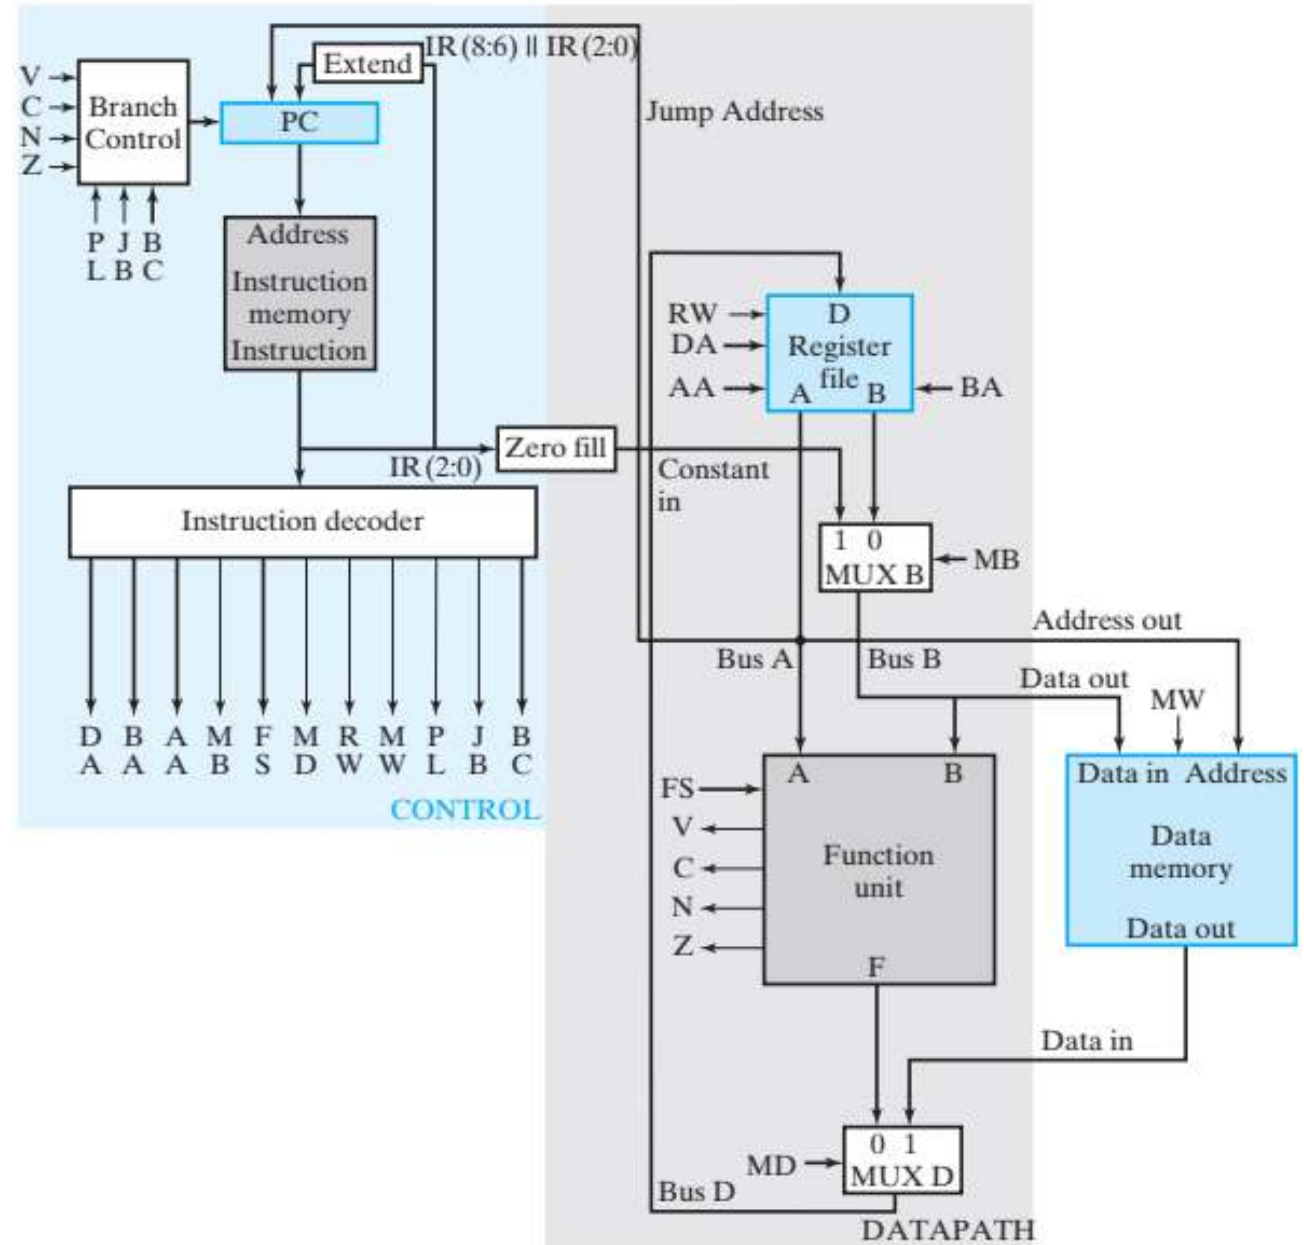 IR (8:6) || IR (2:0)
Extend
V
C
N
Z
Branch
Control
PC
Jump Address
P J B
L B C
Address
Instruction
memory
Instruction
RW
DA
AA
D
Register
file
A B
BA
Zero fill
IR (2:0)
Constant
in
Instruction decoder
1 0
MUX B
MB
Address out
Bus A
Bus B
Data out
MW
D B A M F M R M P J B
A A A B S D W W L B C
CONTROL
FS
V
C
N
Z
A B
Function
unit
F
Data in Address
Data
memory
Data out
Data in
MD
0 1
MUX D
Bus D
DATAPATH